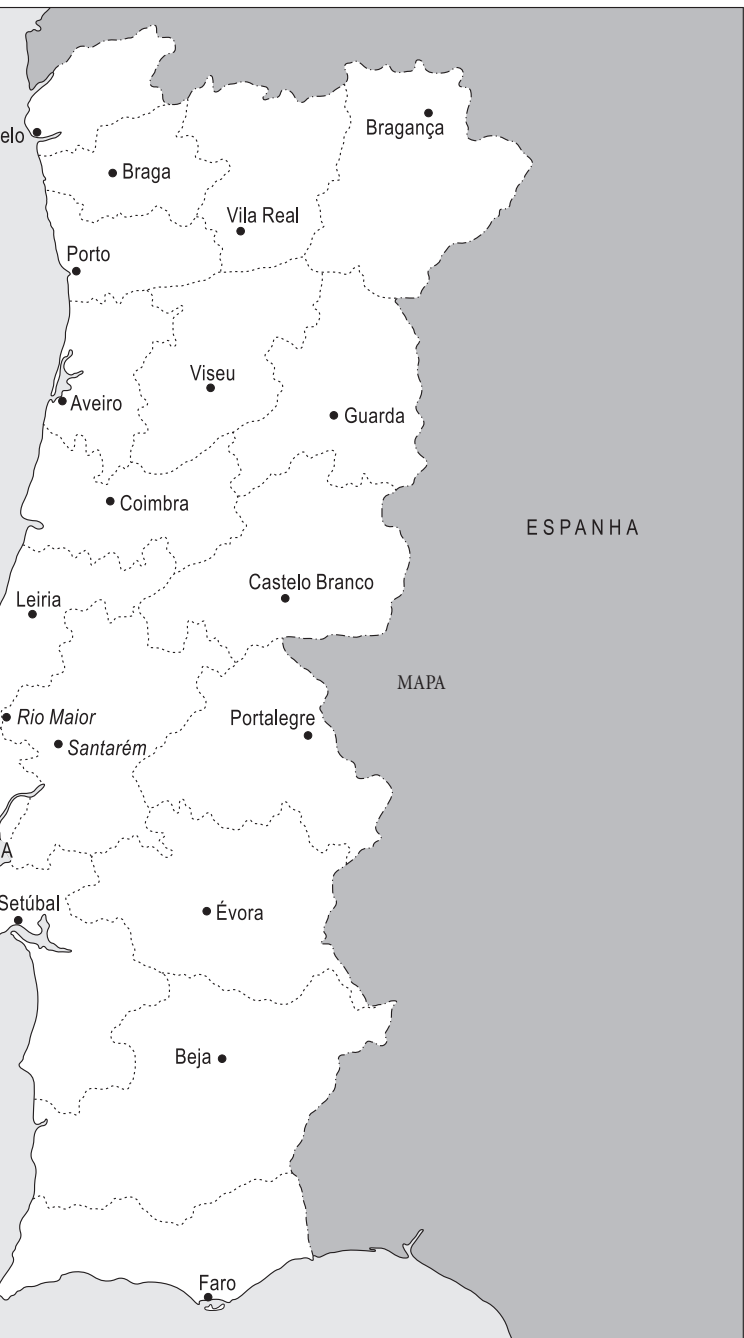 Bragança
elo
Braga
Vila Real
Porto
Viseu
Aveiro
Guarda
Coimbra
ESPANHA
Castelo Branco
Leiria
MAPA
Rio Maior
Portalegre
Santarém
A
Setúbal
Évora
Beja
Faro